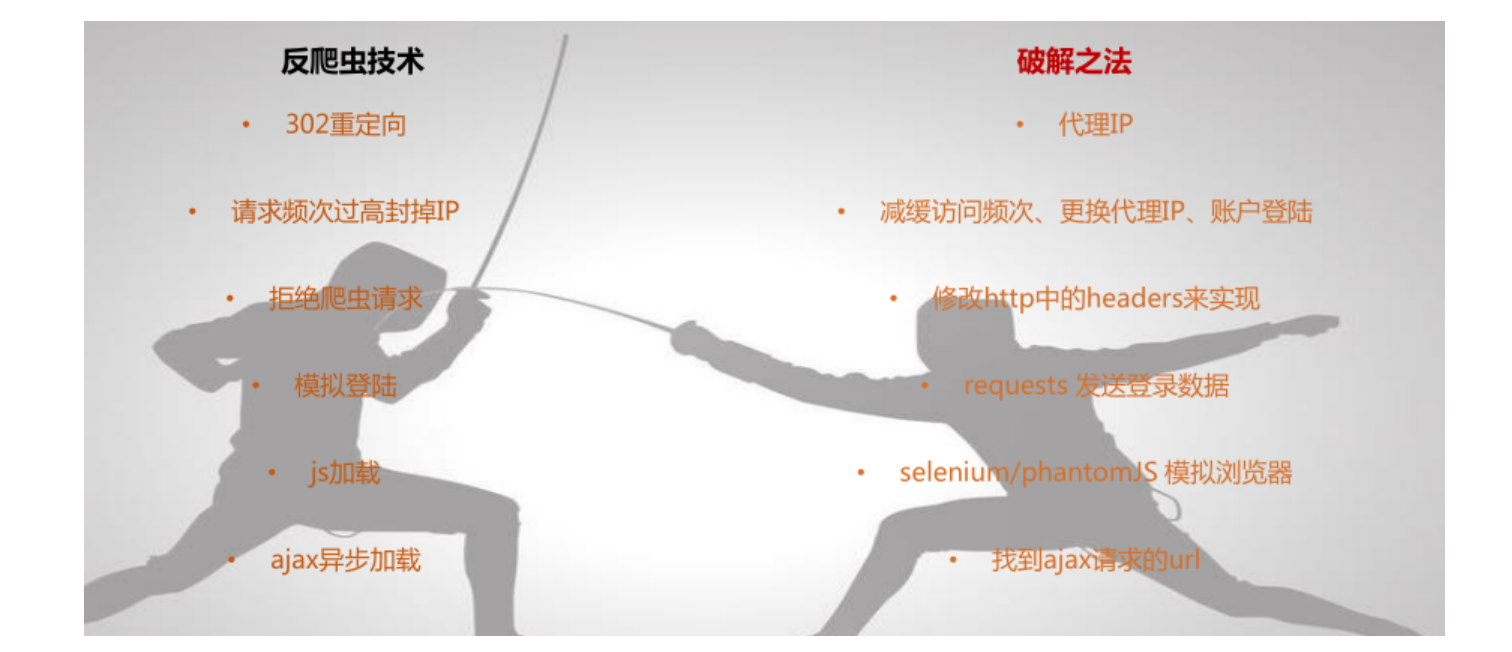 反爬虫技术
破解之法
• 302重定向
• 代理IP
• 请求频次过高封掉IP
• 减缓访问频次、更换代理IP、账户登陆
• 拒绝爬虫请求
• 修改http中的headers来实现
• 模拟登陆
• requests 发送登录数据
• js加载
• selenium/phantomJS 模拟浏览器
• ajax异步加载
• 找到ajax请求的url